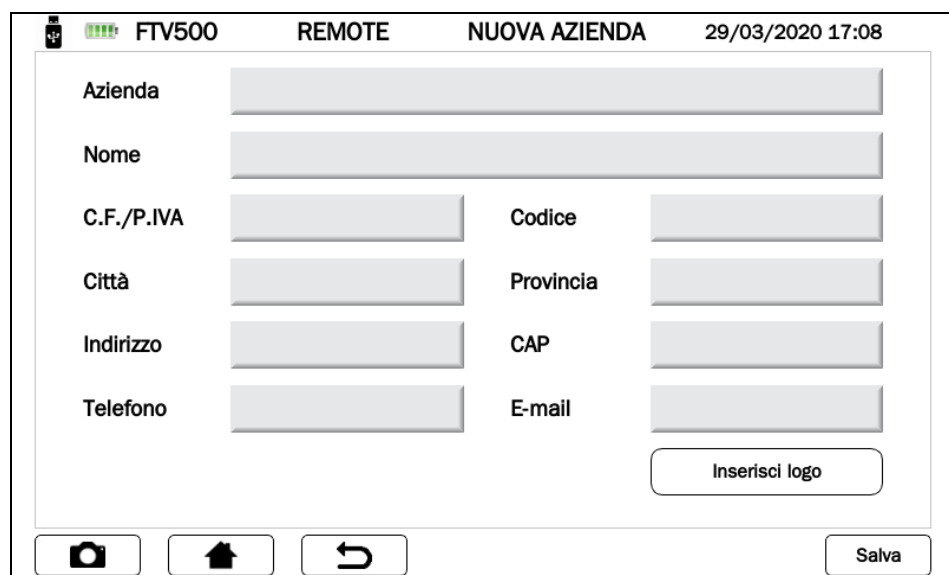 FTV500 REMOTE NUOVA AZIENDA 29/03/2020 17:08
Azienda
Nome
C.F./P.IVA Codice
Città Provincia
Indirizzo CAP
Telefono E-mail
Inserisci logo
Salva